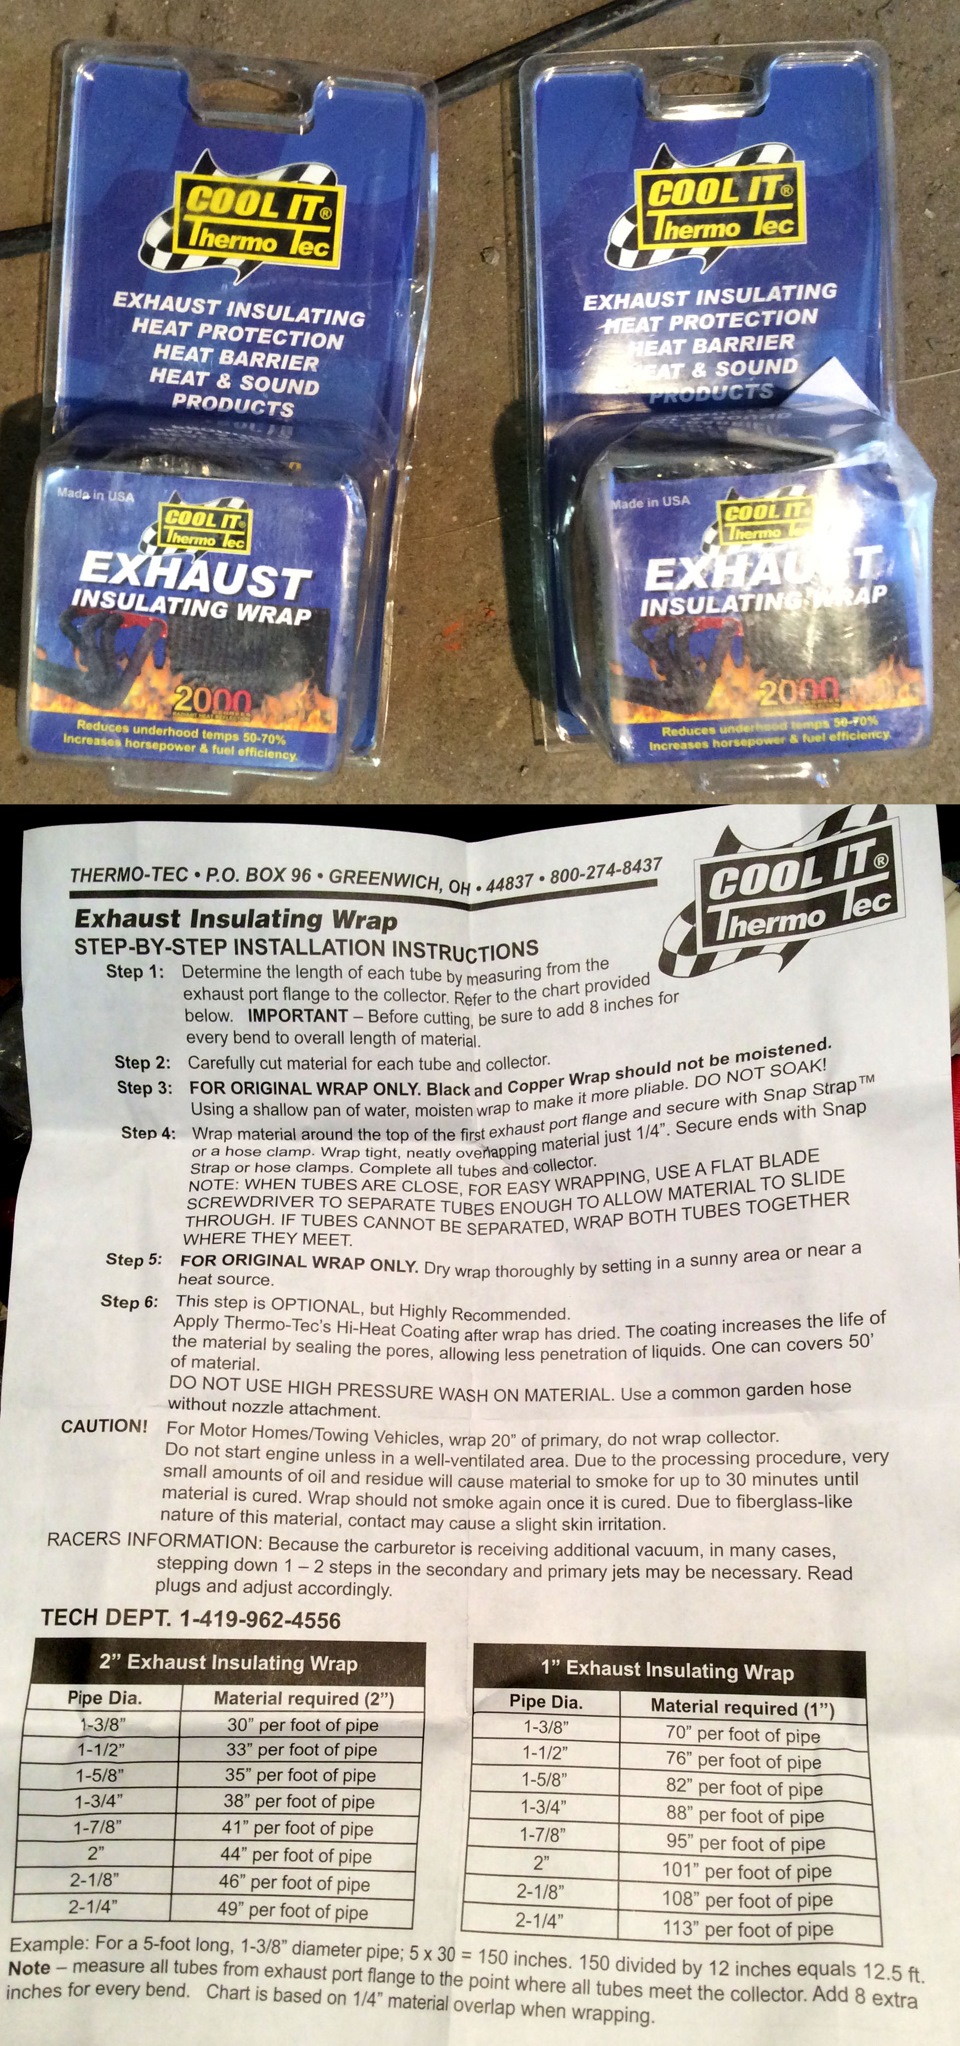 COOL IT®
Thermo Tec
EXHAUST INSULATING
HEAT PROTECTION
HEAT BARRIER
HEAT & SOUND
PRODUCTS
Made in USA
COOL IT®
Thermo Tec
EXHAUST
INSULATING WRAP
2000
Reduces underhood temps 50-70%
Increases horsepower & fuel efficiency.
COOL IT®
Thermo Tec
EXHAUST INSULATING
HEAT PROTECTION
HEAT BARRIER
HEAT & SOUND
PRODUCTS
Made in USA
COOL IT
Thermo Tec
EXHAUST
INSULATING WRAP
2000
Reduces underhood temps 50-70%
Increases horsepower & fuel efficiency.
THERMO-TEC • P.O. BOX 96 • GREENWICH, OH • 44837 • 800-274-8437
COOL IT®
Thermo Tec
Exhaust Insulating Wrap
STEP-BY-STEP INSTALLATION INSTRUCTIONS
Step 1: Determine the length of each tube by measuring from the
exhaust port flange to the collector. Refer to the chart provided
below. IMPORTANT – Before cutting, be sure to add 8 inches for
every bend to overall length of material.
Step 2: Carefully cut material for each tube and collector.
Step 3: FOR ORIGINAL WRAP ONLY. Black and Copper Wrap should not be moistened.
Using a shallow pan of water, moisten wrap to make it more pliable. DO NOT SOAK!
Step 4: Wrap material around the top of the first exhaust port flange and secure with Snap Strap™
or a hose clamp. Wrap tight, neatly overlapping material just 1/4”. Secure ends with Snap
Strap or hose clamps. Complete all tubes and collector.
NOTE: WHEN TUBES ARE CLOSE, FOR EASY WRAPPING, USE A FLAT BLADE
SCREWDRIVER TO SEPARATE TUBES ENOUGH TO ALLOW MATERIAL TO SLIDE
THROUGH. IF TUBES CANNOT BE SEPARATED, WRAP BOTH TUBES TOGETHER
WHERE THEY MEET.
Step 5: FOR ORIGINAL WRAP ONLY. Dry wrap thoroughly by setting in a sunny area or near a
heat source.
Step 6: This step is OPTIONAL, but Highly Recommended.
Apply Thermo-Tec's Hi-Heat Coating after wrap has dried. The coating increases the life of
the material by sealing the pores, allowing less penetration of liquids. One can covers 50’
of material.
DO NOT USE HIGH PRESSURE WASH ON MATERIAL. Use a common garden hose
without nozzle attachment.
CAUTION! For Motor Homes/Towing Vehicles, wrap 20” of primary, do not wrap collector.
Do not start engine unless in a well-ventilated area. Due to the processing procedure, very
small amounts of oil and residue will cause material to smoke for up to 30 minutes until
material is cured. Wrap should not smoke again once it is cured. Due to fiberglass-like
nature of this material, contact may cause a slight skin irritation.
RACERS INFORMATION: Because the carburetor is receiving additional vacuum, in many cases,
stepping down 1 – 2 steps in the secondary and primary jets may be necessary. Read
plugs and adjust accordingly.
TECH DEPT. 1-419-962-4556
2” Exhaust Insulating Wrap
Pipe Dia. Material required (2”)
1-3/8” 30” per foot of pipe
1-1/2” 33” per foot of pipe
1-5/8” 35” per foot of pipe
1-3/4” 38” per foot of pipe
1-7/8” 41” per foot of pipe
2” 44” per foot of pipe
2-1/8” 46” per foot of pipe
2-1/4” 49” per foot of pipe
1” Exhaust Insulating Wrap
Pipe Dia. Material required (1”)
1-3/8” 70” per foot of pipe
1-1/2” 76” per foot of pipe
1-5/8” 82” per foot of pipe
1-3/4” 88” per foot of pipe
1-7/8” 95” per foot of pipe
2” 101” per foot of pipe
2-1/8” 108” per foot of pipe
2-1/4” 113” per foot of pipe
Example: For a 5-foot long, 1-3/8” diameter pipe; 5 x 30 = 150 inches. 150 divided by 12 inches equals 12.5 ft.
Note – measure all tubes from exhaust port flange to the point where all tubes meet the collector. Add 8 extra
inches for every bend. Chart is based on 1/4” material overlap when wrapping.